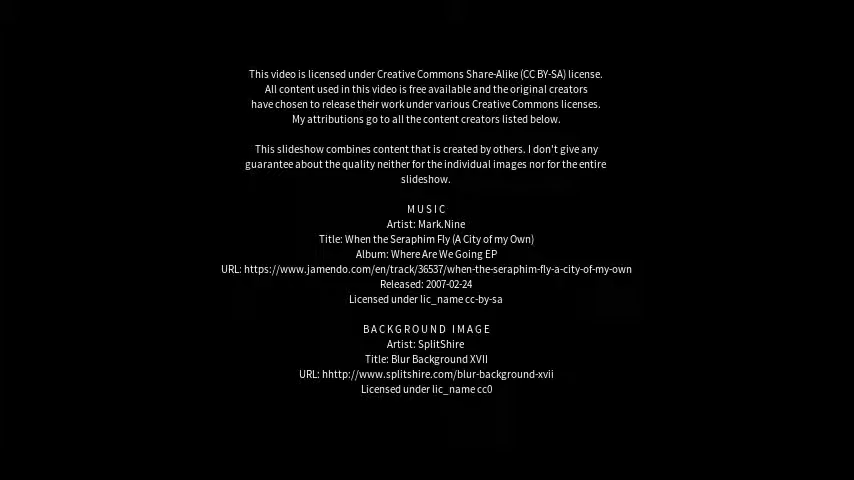 This video is licensed under Creative Commons Share-Alike (CC BY-SA) license.
All content used in this video is free available and the original creators
have chosen to release their work under various Creative Commons licenses.
My attributions go to all the content creators listed below.
This slideshow combines content that is created by others. I don't give any
guarantee about the quality neither for the individual images nor for the entire
slideshow.
MUSIC
Artist: Mark.Nine
Title: When the Seraphim Fly (A City of my Own)
Album: Where Are We Going EP
URL: https://www.jamendo.com/en/track/36537/when-the-seraphim-fly-a-city-of-my-own
Released: 2007-02-24
Licensed under lic_name cc-by-sa
BACKGROUND IMAGE
Artist: SplitShire
Title: Blur Background XVII
URL: hhttp://www.splitshire.com/blur-background-xvii
Licensed under lic_name cc0